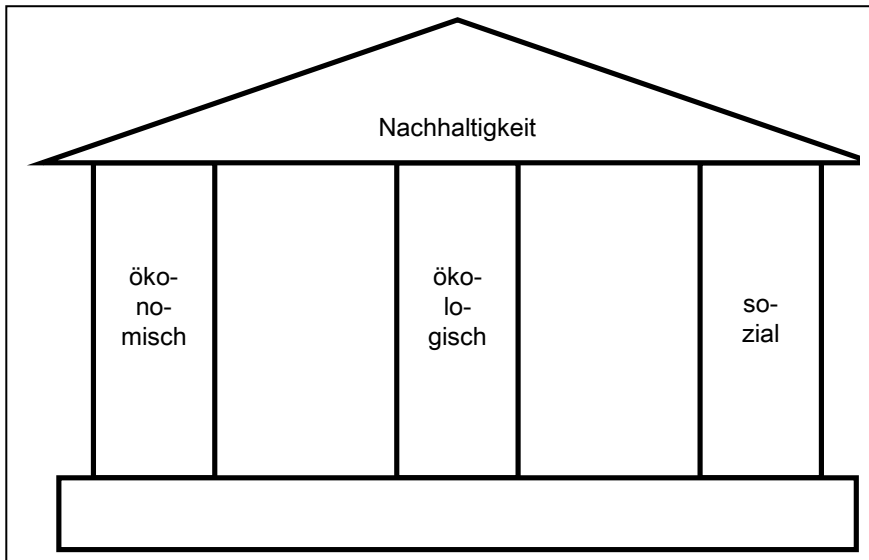 Nachhaltigkeit
öko-
no-
misch
öko-
lo-
gisch
so-
zial